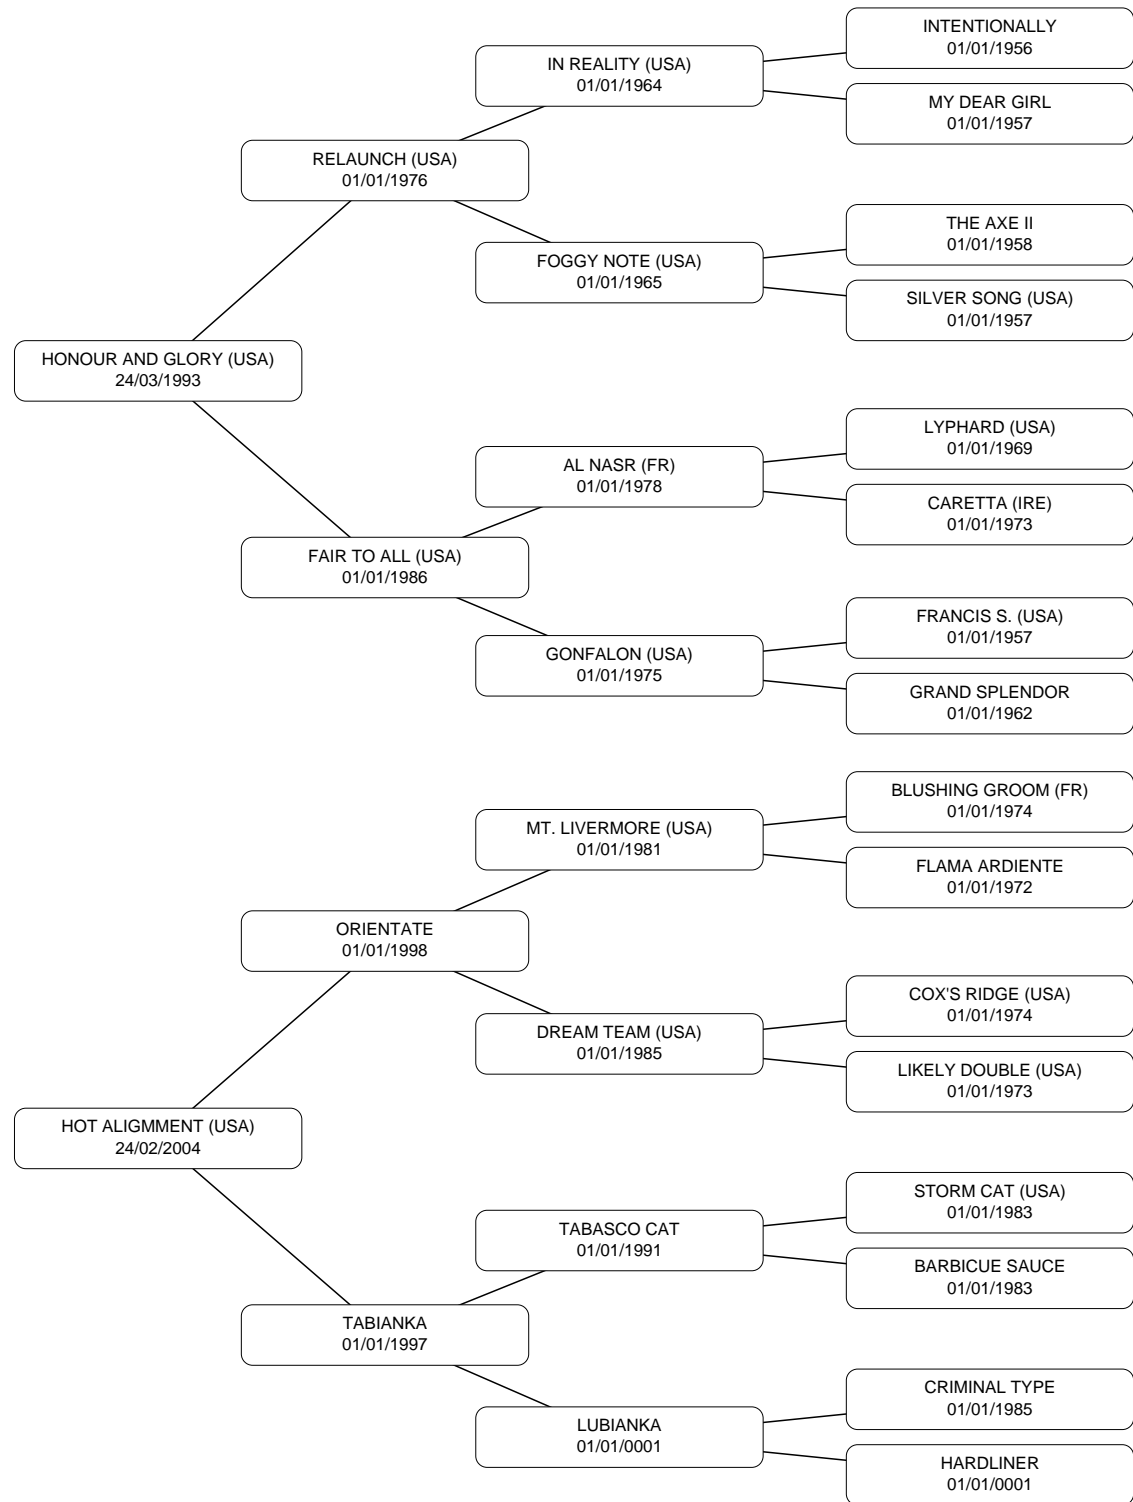 INTENTIONALLY
01/01/1956
IN REALITY (USA)
01/01/1964
MY DEAR GIRL
01/01/1957
RELAUNCH (USA)
01/01/1976
THE AXE II
01/01/1958
FOGGY NOTE (USA)
01/01/1965
SILVER SONG (USA)
01/01/1957
HONOUR AND GLORY (USA)
24/03/1993
LYPHARD (USA)
01/01/1969
AL NASR (FR)
01/01/1978
CARETTA (IRE)
01/01/1973
FAIR TO ALL (USA)
01/01/1986
FRANCIS S. (USA)
01/01/1957
GONFALON (USA)
01/01/1975
GRAND SPLENDOR
01/01/1962
BLUSHING GROOM (FR)
01/01/1974
MT. LIVERMORE (USA)
01/01/1981
FLAMA ARDIENTE
01/01/1972
ORIENTATE
01/01/1998
COX'S RIDGE (USA)
01/01/1974
DREAM TEAM (USA)
01/01/1985
LIKELY DOUBLE (USA)
01/01/1973
HOT ALIGMMENT (USA)
24/02/2004
STORM CAT (USA)
01/01/1983
TABASCO CAT
01/01/1991
BARBICUE SAUCE
01/01/1983
TABIANKA
01/01/1997
CRIMINAL TYPE
01/01/1985
LUBIANKA
01/01/0001
HARDLINER
01/01/0001